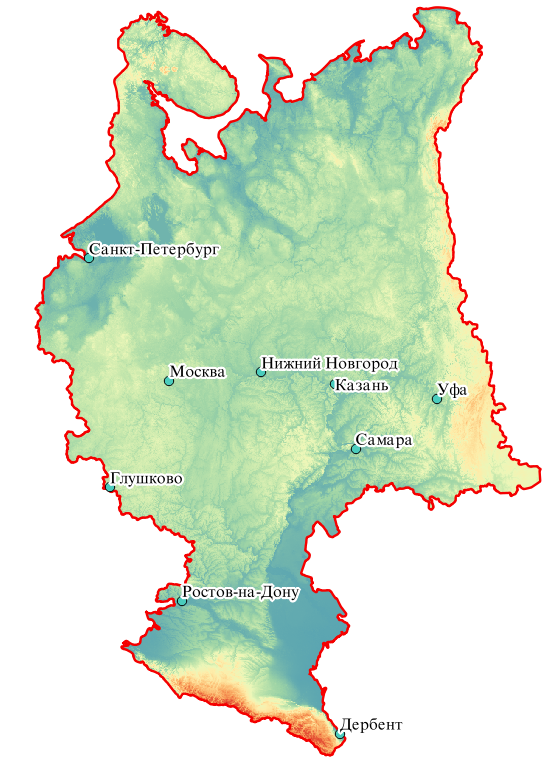 Санкт-Петербург
Нижний Новгород
Москва
Казань
Уфа
Самара
Глушково
Ростов-на-Дону
Дербент